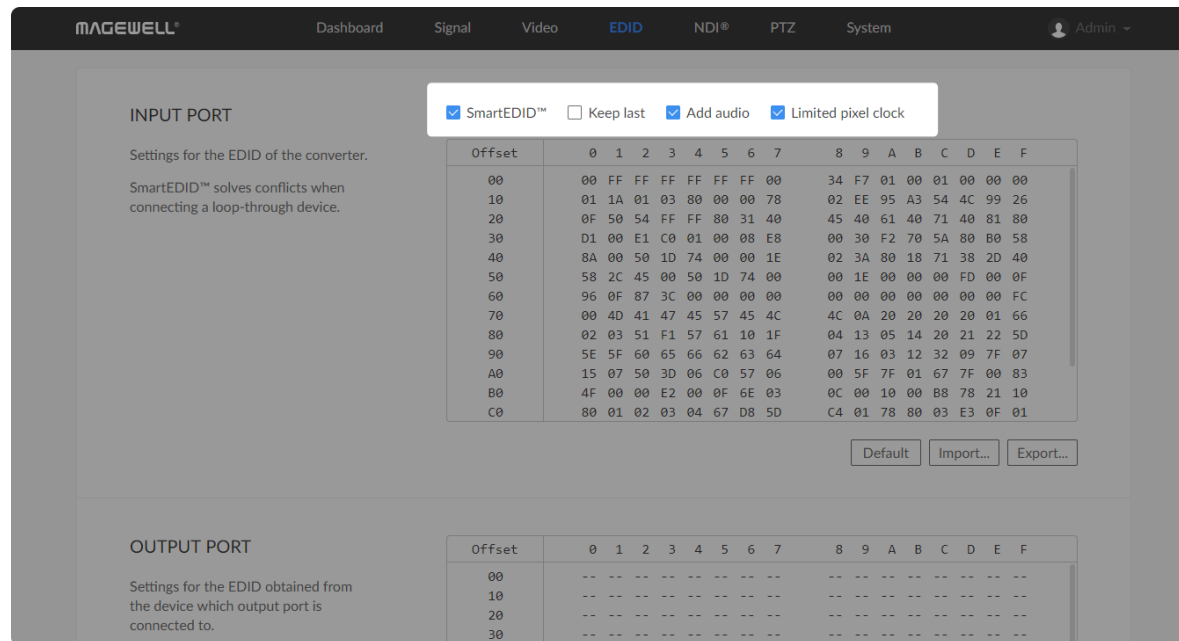 MAGEWELL® Dashboard Signal Video EDID NDI® PTZ System Admin
INPUT PORT
SmartEDID™ Keep last Add audio Limited pixel clock
Settings for the EDID of the converter.
SmartEDID™ solves conflicts when
connecting a loop-through device.
Offset 0 1 2 3 4 5 6 7 8 9 A B C D E F
00 00 FF FF FF FF FF FF 00 34 F7 01 00 01 00 00 00
10 01 1A 01 03 80 00 00 78 02 EE 95 A3 54 4C 99 26
20 0F 50 54 FF FF 80 31 40 45 40 61 40 71 40 81 80
30 D1 00 E1 C0 01 00 08 E8 00 30 F2 70 5A 80 B0 58
40 8A 00 50 1D 74 00 00 1E 02 3A 80 18 71 38 2D 40
50 58 2C 45 00 50 1D 74 00 00 1E 00 00 00 FD 00 0F
60 96 0F 87 3C 00 00 00 00 00 00 00 00 00 00 00 FC
70 00 4D 41 47 45 57 45 4C 4C 0A 20 20 20 20 01 66
80 02 03 51 F1 57 61 10 1F 04 13 05 14 20 21 22 5D
90 5E 5F 60 65 66 62 63 64 07 16 03 12 32 09 7F 07
A0 15 07 50 3D 06 C0 57 06 00 5F 7F 01 67 7F 00 83
B0 4F 00 00 E2 00 0F 6E 03 0C 00 10 00 B8 78 21 10
C0 80 01 02 03 04 67 D8 5D C4 01 78 80 03 E3 0F 01
Default Import... Export...
OUTPUT PORT
Settings for the EDID obtained from
the device which output port is
connected to.
Offset 0 1 2 3 4 5 6 7 8 9 A B C D E F
00 -- -- -- -- -- -- -- -- -- -- -- -- -- -- -- --
10 -- -- -- -- -- -- -- -- -- -- -- -- -- -- -- --
20 -- -- -- -- -- -- -- -- -- -- -- -- -- -- -- --
30 -- -- -- -- -- -- -- -- -- -- -- -- -- -- -- --